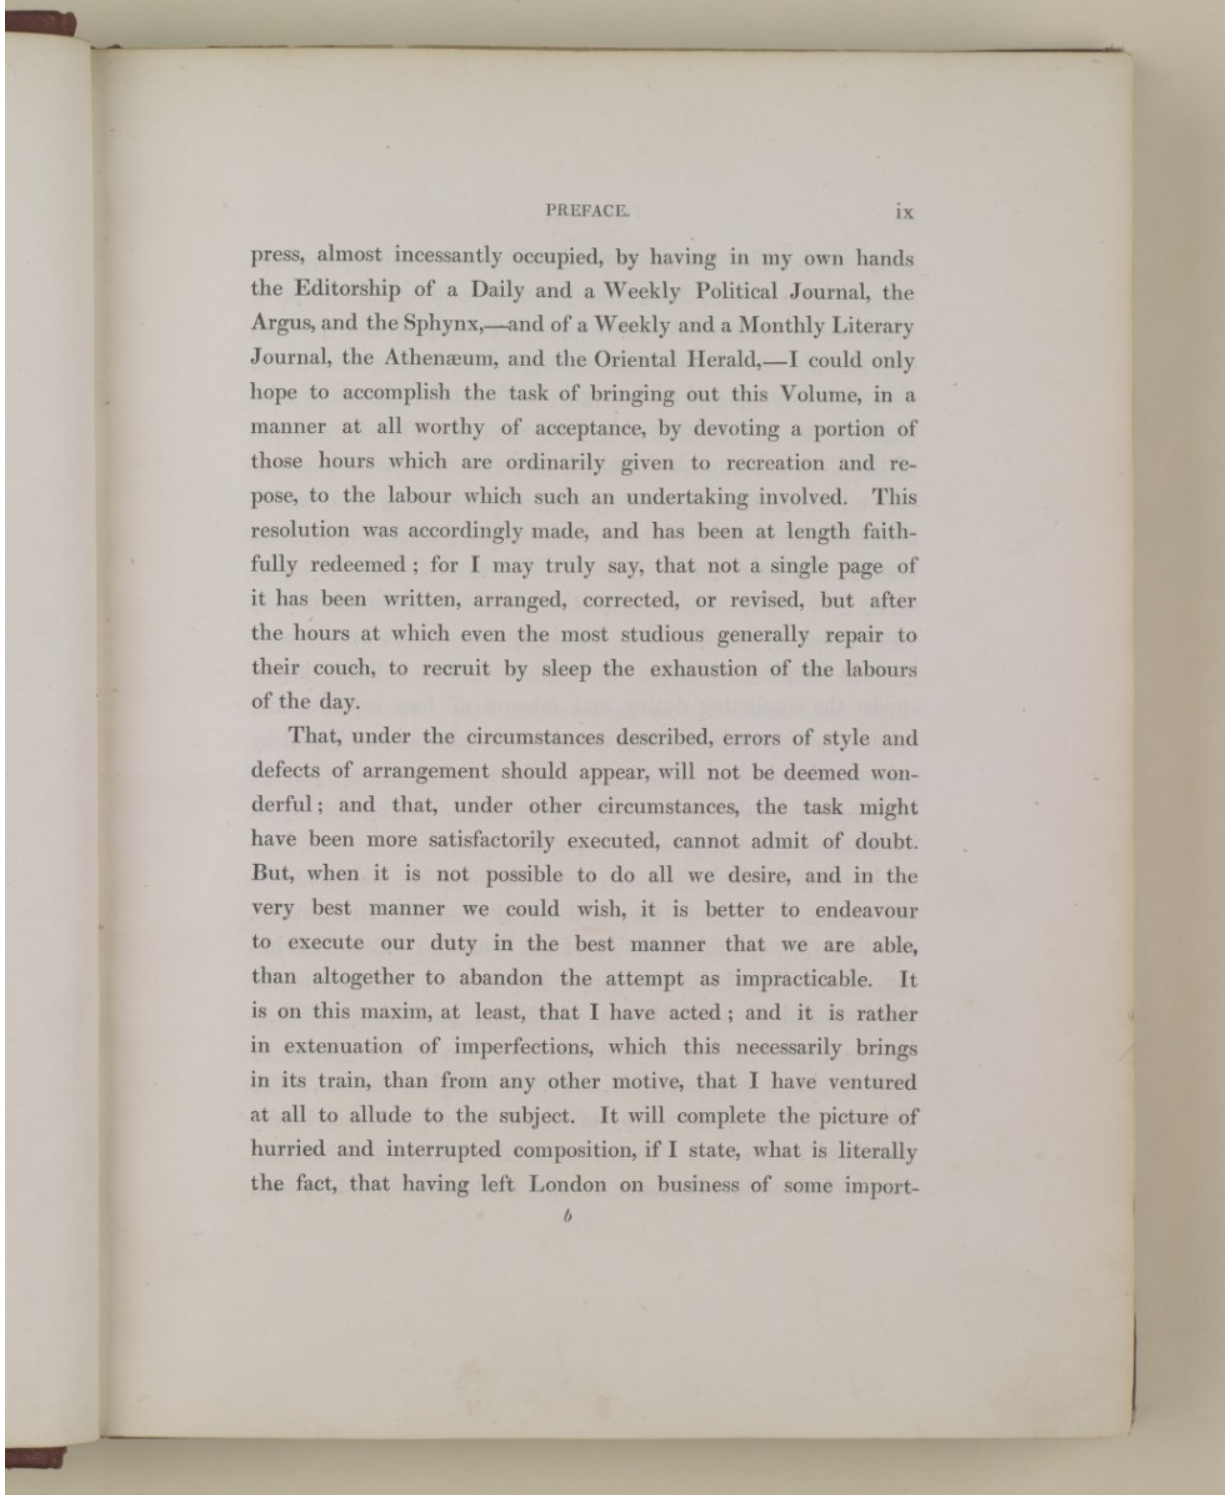 PREFACE. ix
press, almost incessantly occupied, by having in my own hands
the Editorship of a Daily and a Weekly Political Journal, the
Argus, and the Sphynx,—and of a Weekly and a Monthly Literary
Journal, the Athenæum, and the Oriental Herald,—I could only
hope to accomplish the task of bringing out this Volume, in a
manner at all worthy of acceptance, by devoting a portion of
those hours which are ordinarily given to recreation and re-
pose, to the labour which such an undertaking involved. This
resolution was accordingly made, and has been at length faith-
fully redeemed ; for I may truly say, that not a single page of
it has been written, arranged, corrected, or revised, but after
the hours at which even the most studious generally repair to
their couch, to recruit by sleep the exhaustion of the labours
of the day.
That, under the circumstances described, errors of style and
defects of arrangement should appear, will not be deemed won-
derful ; and that, under other circumstances, the task might
have been more satisfactorily executed, cannot admit of doubt.
But, when it is not possible to do all we desire, and in the
very best manner we could wish, it is better to endeavour
to execute our duty in the best manner that we are able,
than altogether to abandon the attempt as impracticable. It
is on this maxim, at least, that I have acted ; and it is rather
in extenuation of imperfections, which this necessarily brings
in its train, than from any other motive, that I have ventured
at all to allude to the subject. It will complete the picture of
hurried and interrupted composition, if I state, what is literally
the fact, that having left London on business of some import-
b